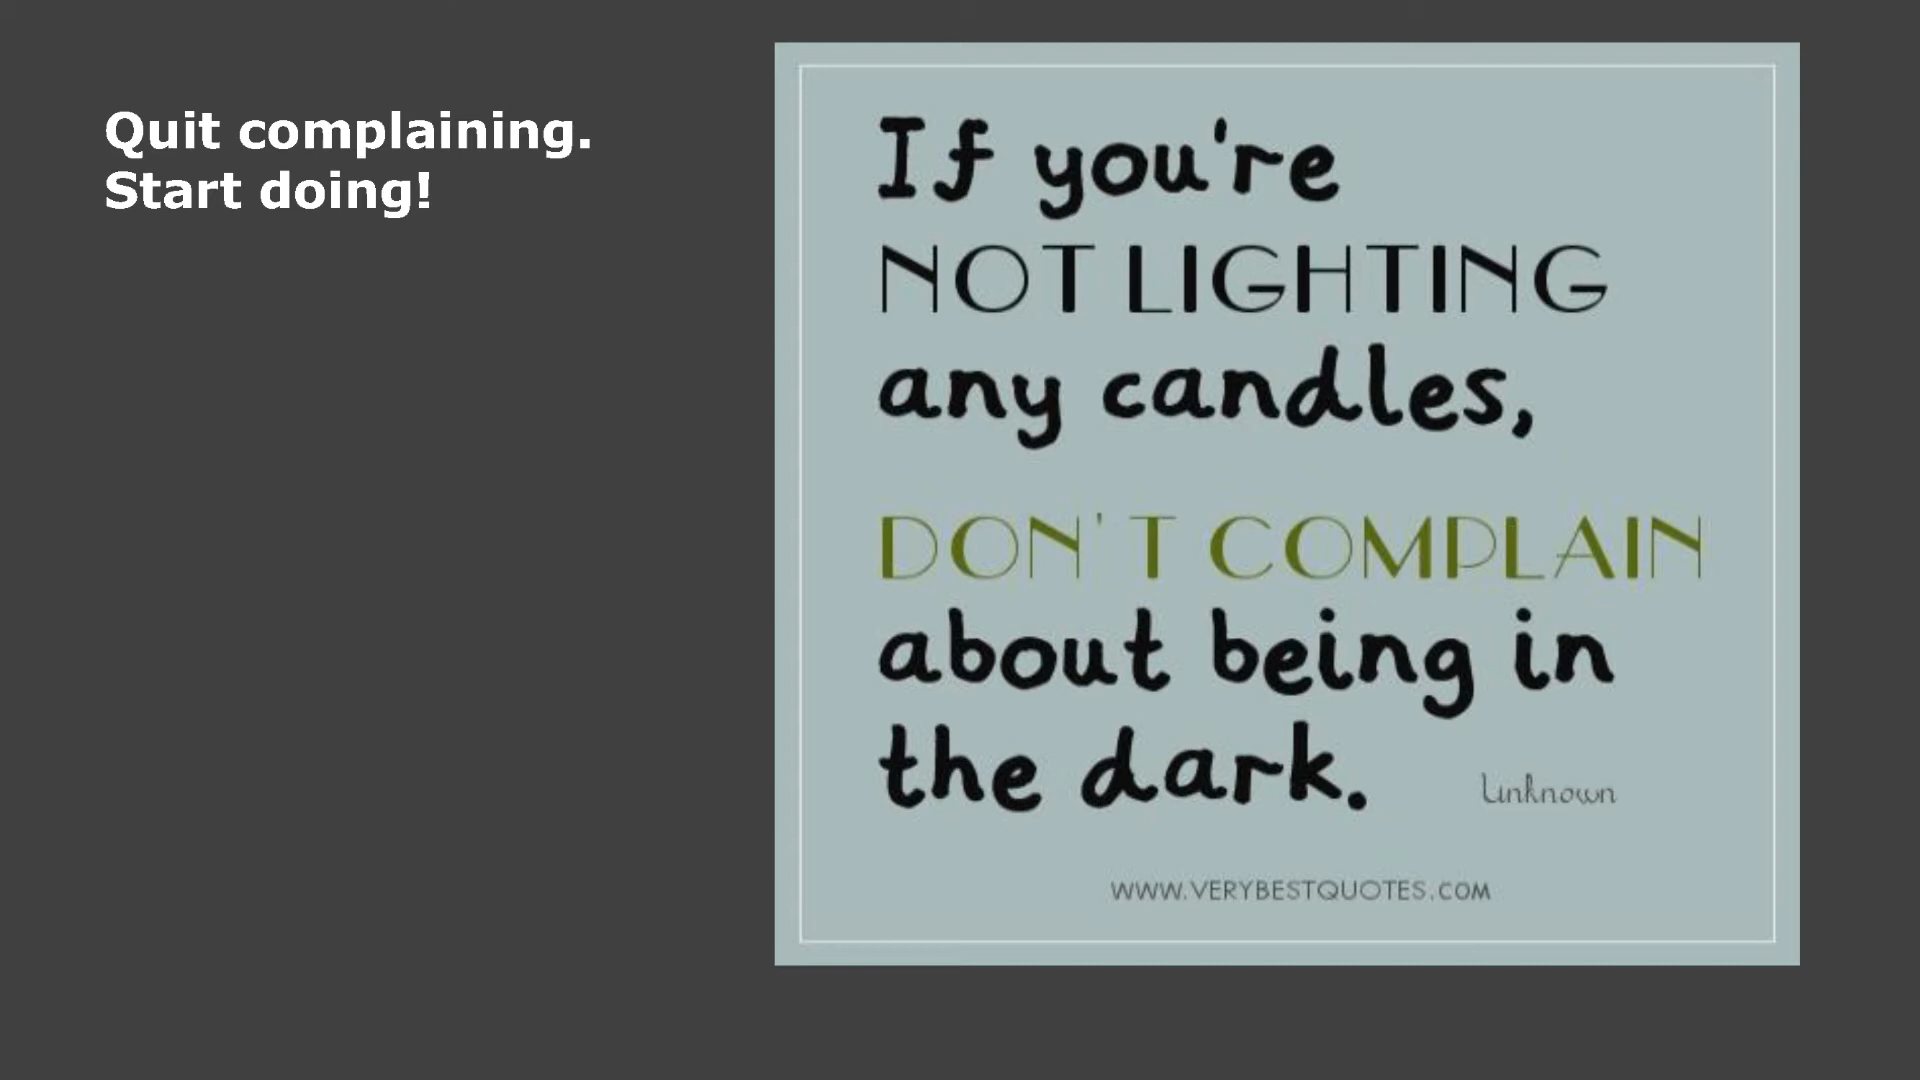 Quit complaining.
Start doing!
If you're
NOT LIGHTING
any candles,
DON'T COMPLAIN
about being in
the dark.
Unknown
WWW.VERYBESTQUOTES.COM